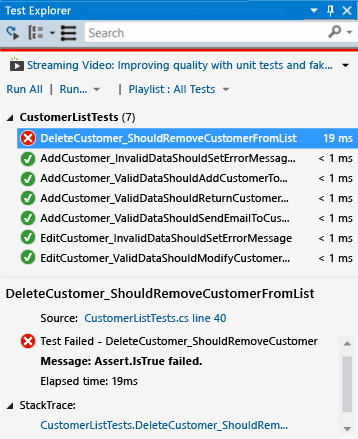 Test Explorer
Search
Streaming Video: Improving quality with unit tests and fak...
Run All | Run... | Playlist : All Tests
CustomerListTests (7)
DeleteCustomer_ShouldRemoveCustomerFromList 19 ms
AddCustomer_InvalidDataShouldSetErrorMessag... < 1 ms
AddCustomer_ValidDataShouldAddCustomerTo... < 1 ms
AddCustomer_ValidDataShouldReturnCustomer... < 1 ms
AddCustomer_ValidDataShouldSendEmailToCus... < 1 ms
EditCustomer_InvalidDataShouldSetErrorMessage < 1 ms
EditCustomer_ValidDataShouldModifyCustomer... < 1 ms
DeleteCustomer_ShouldRemoveCustomerFromList
Source: CustomerListTests.cs line 40
Test Failed - DeleteCustomer_ShouldRemoveCustomer
Message: Assert.IsTrue failed.
Elapsed time: 19ms
StackTrace:
CustomerListTests.DeleteCustomer_ShouldRem...